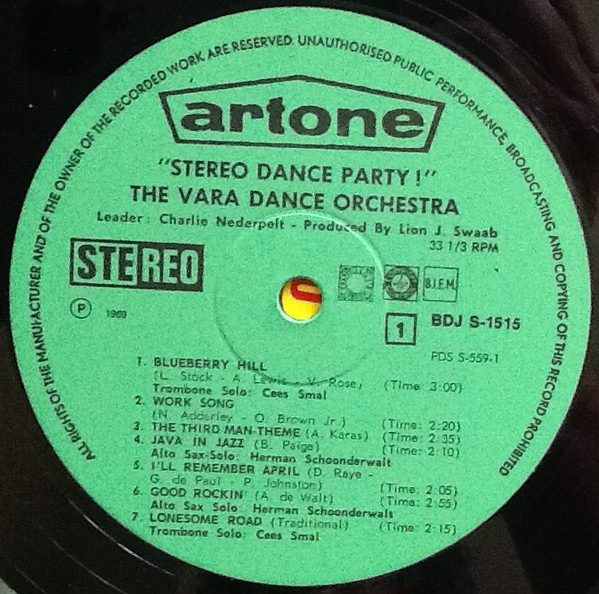 ALL RIGHTS OF THE MANUFACTURER AND OF THE OWNER OF THE RECORDED WORK ARE RESERVED. UNAUTHORISED PUBLIC PERFORMANCE, BROADCASTING AND COPYING OF THIS RECORD PROHIBITED
artone
"STEREO DANCE PARTY!"
THE VARA DANCE ORCHESTRA
Leader: Charlie Nederpelt - Produced By Lion J. Swaab
33 1/3 RPM
STEREO
B.I.E.M.
P 1969
1 BDJ S-1515
PDS S-559-1
1. BLUEBERRY HILL
(L. Stock - A. Lewis - V. Rose) (Time: 3:00)
Trombone Solo: Cees Smal
2. WORK SONG
(N. Adderley - O. Brown Jr.) (Time: 2:20)
3. THE THIRD MAN-THEME (A. Karas) (Time: 2:35)
4. JAVA IN JAZZ (B. Paige) (Time: 2:10)
Alto Sax-Solo: Herman Schoonderwalt
5. I'LL REMEMBER APRIL (D. Raye -
G. de Paul - P. Johnston) (Time: 2:05)
6. GOOD ROCKIN' (A. de Walt) (Time: 2:55)
Alto Sax Solo: Herman Schoonderwalt
7. LONESOME ROAD (Traditional) (Time: 2:15)
Trombone Solo: Cees Smal